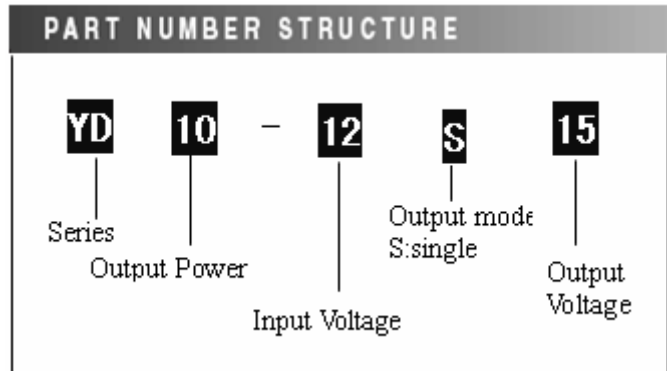 PART NUMBER STRUCTURE
YD 10 - 12 S 15
Series
Output Power
Input Voltage
Output mode
S:single
Output
Voltage